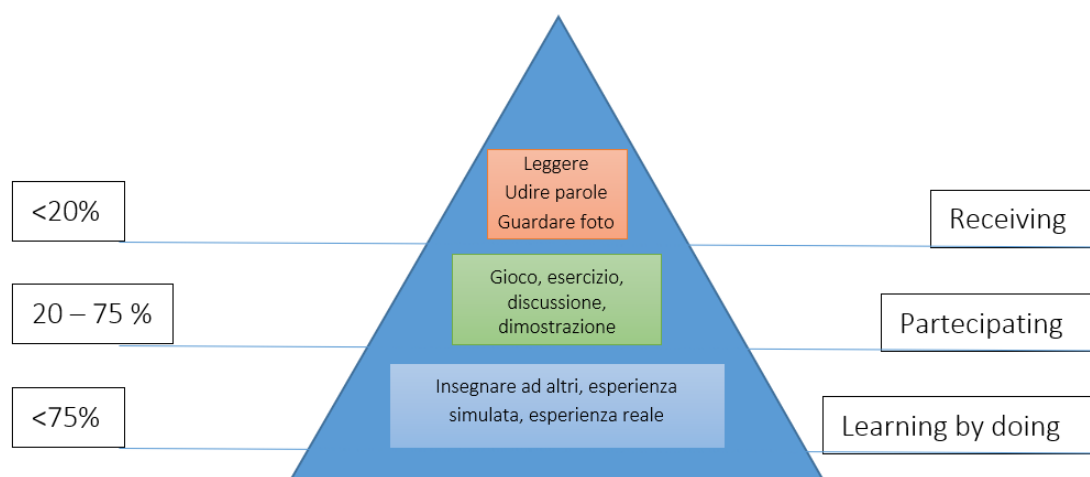 Leggere
Udire parole
Guardare foto
<20%
Receiving
Gioco, esercizio,
discussione,
dimostrazione
20 – 75 %
Partecipating
Insegnare ad altri, esperienza
simulata, esperienza reale
<75%
Learning by doing